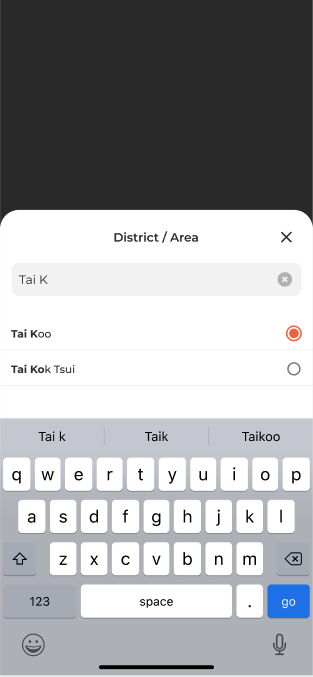 District / Area
Tai K
Tai Koo
Tai Kok Tsui
Tai k Taik Taikoo
q w e r t y u i o p
a s d f g h j k l
z x c v b n m
123 space . go